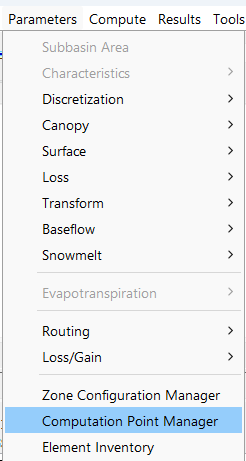 Parameters Compute Results Tools
Subbasin Area
Characteristics
Discretization
Canopy
Surface
Loss
Transform
Baseflow
Snowmelt
Evapotranspiration
Routing
Loss/Gain
Zone Configuration Manager
Computation Point Manager
Element Inventory